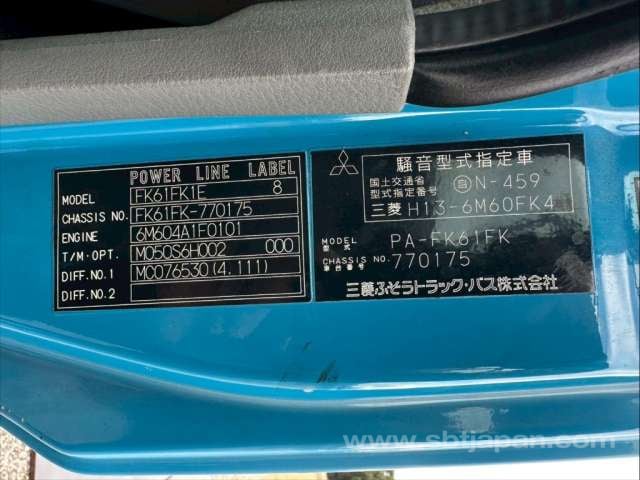 POWER LINE LABEL
MODEL FK61FK1E 8
CHASSIS NO. FK61FK-770175
ENGINE 6M604A1F0101
T/M·OPT. M050S6H002 000
DIFF.NO.1 MC076530(4.111)
DIFF.NO.2
騒音型式指定車
国土交通省
型式指定番号 N-459
三菱 H13-6M60FK4
MODEL
型式 PA-FK61FK
CHASSIS NO.
車台番号 770175
三菱ふそうトラック・バス株式会社
www.sbtjapan.com